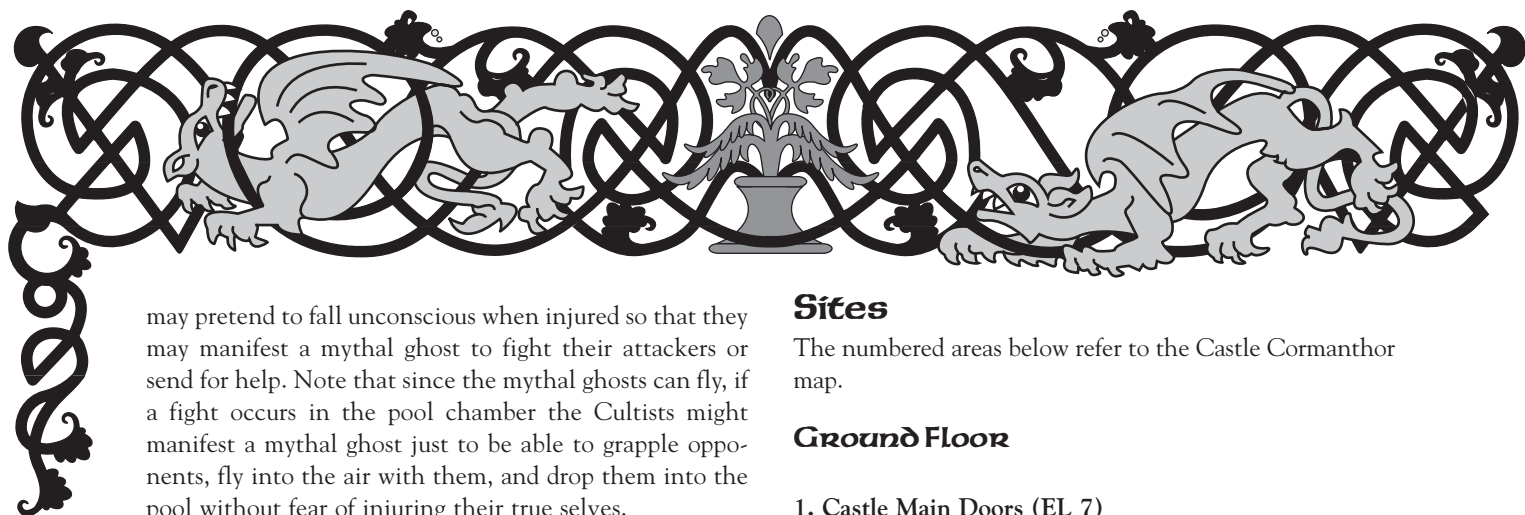 may pretend to fall unconscious when injured so that they
may manifest a mythal ghost to fight their attackers or
send for help. Note that since the mythal ghosts can fly, if
a fight occurs in the pool chamber the Cultists might
manifest a mythal ghost just to be able to grapple oppo-
nents, fly into the air with them, and drop them into the
pool without fear of injuring their true selves.
Sites
The numbered areas below refer to the Castle Cormanthor
map.
Ground Floor
1. Castle Main Doors (EL 7)